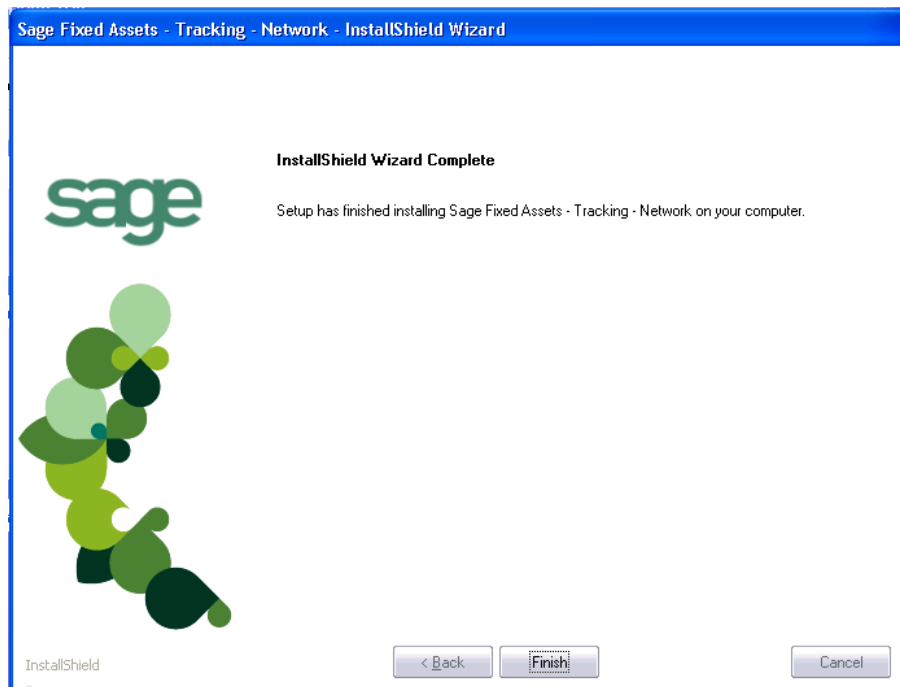 Sage Fixed Assets - Tracking - Network - InstallShield Wizard
InstallShield Wizard Complete
sage
Setup has finished installing Sage Fixed Assets - Tracking - Network on your computer.
InstallShield
< Back
Finish
Cancel